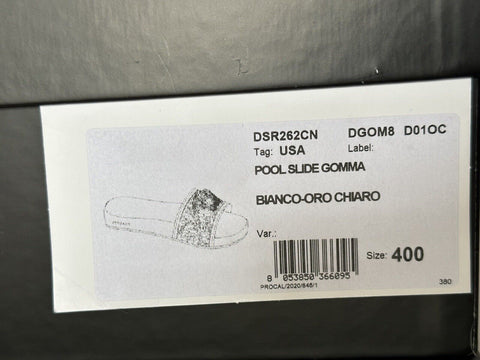 DSR262CN DGOM8 D01OC
Tag: USA Label:
POOL SLIDE GOMMA
BIANCO-ORO CHIARO
Var.:
Size: 400
8 053850 366095
PROCAL/2020/846/1
380